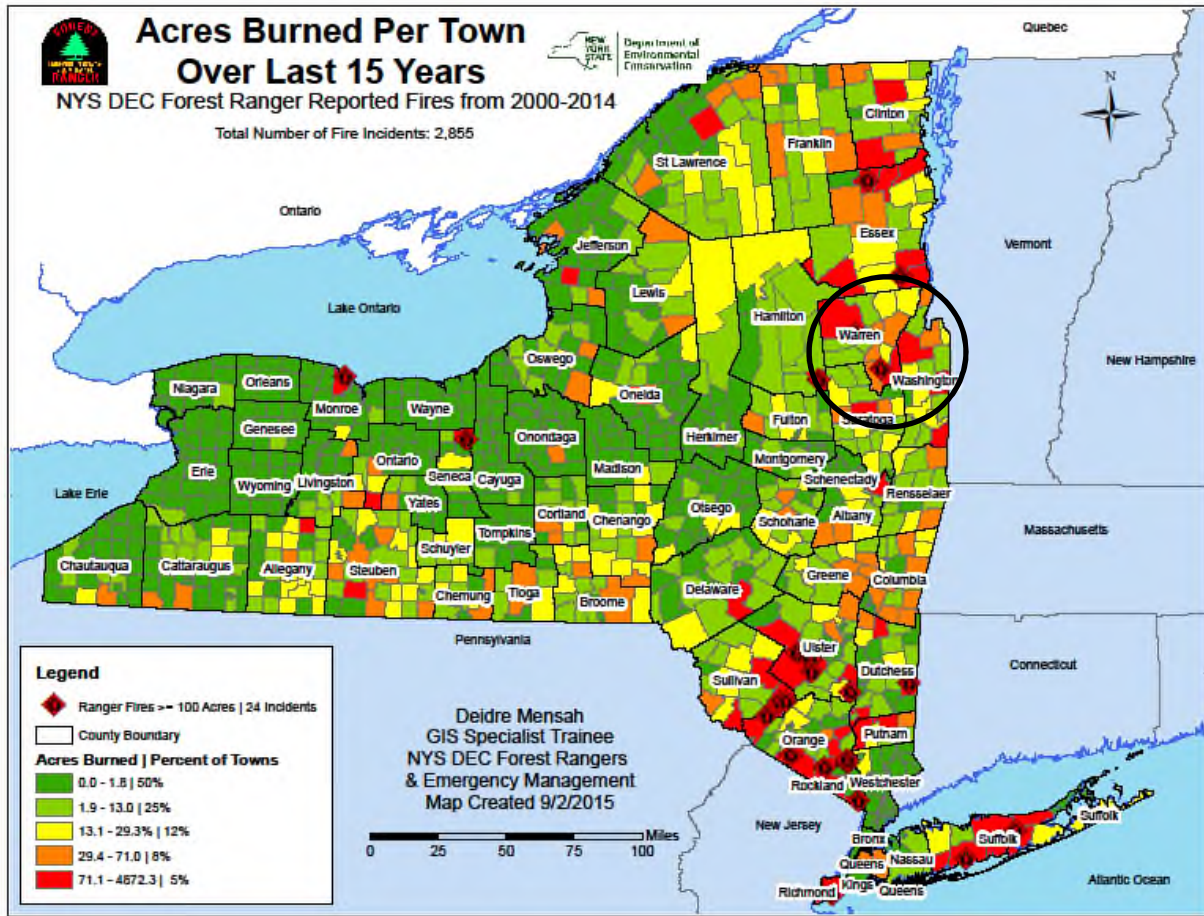 Acres Burned Per Town
Over Last 15 Years
NYS DEC Forest Ranger Reported Fires from 2000-2014
Total Number of Fire Incidents: 2,855
FOREST
RANGER
NEW
YORK
STATE
Department of
Environmental
Conservation
Quebec
N
Clinton
Franklin
St Lawrence
Ontario
Essex
Vermont
Jefferson
Lewis
Lake Ontario
Hamilton
Warren
New Hampshire
Oswego
Washington
Niagara
Orleans
Oneida
Monroe
Wayne
Fulton
Saratoga
Genesee
Onondaga
Herkimer
Montgomery
Erie
Ontario
Madison
Seneca
Cayuga
Schenectady
Lake Erie
Wyoming
Livingston
Yates
Otsego
Rensselaer
Cortland
Chenango
Schoharie
Albany
Massachusetts
Tompkins
Schuyler
Chautauqua
Cattaraugus
Allegany
Steuben
Greene
Columbia
Chemung
Tioga
Broome
Delaware
Pennsylvania
Ulster
Connecticut
Sullivan
Dutchess
Orange
Putnam
Rockland
Westchester
New Jersey
Bronx
Suffolk
Suffolk
Queens
Nassau
Richmond
Kings
Queens
Atlantic Ocean
Legend
Ranger Fires >= 100 Acres | 24 Incidents
County Boundary
Acres Burned | Percent of Towns
0.0 - 1.8 | 50%
1.9 - 13.0 | 25%
13.1 - 29.3% | 12%
29.4 - 71.0 | 8%
71.1 - 4872.3 | 5%
Deidre Mensah
GIS Specialist Trainee
NYS DEC Forest Rangers
& Emergency Management
Map Created 9/2/2015
Miles
0 25 50 100